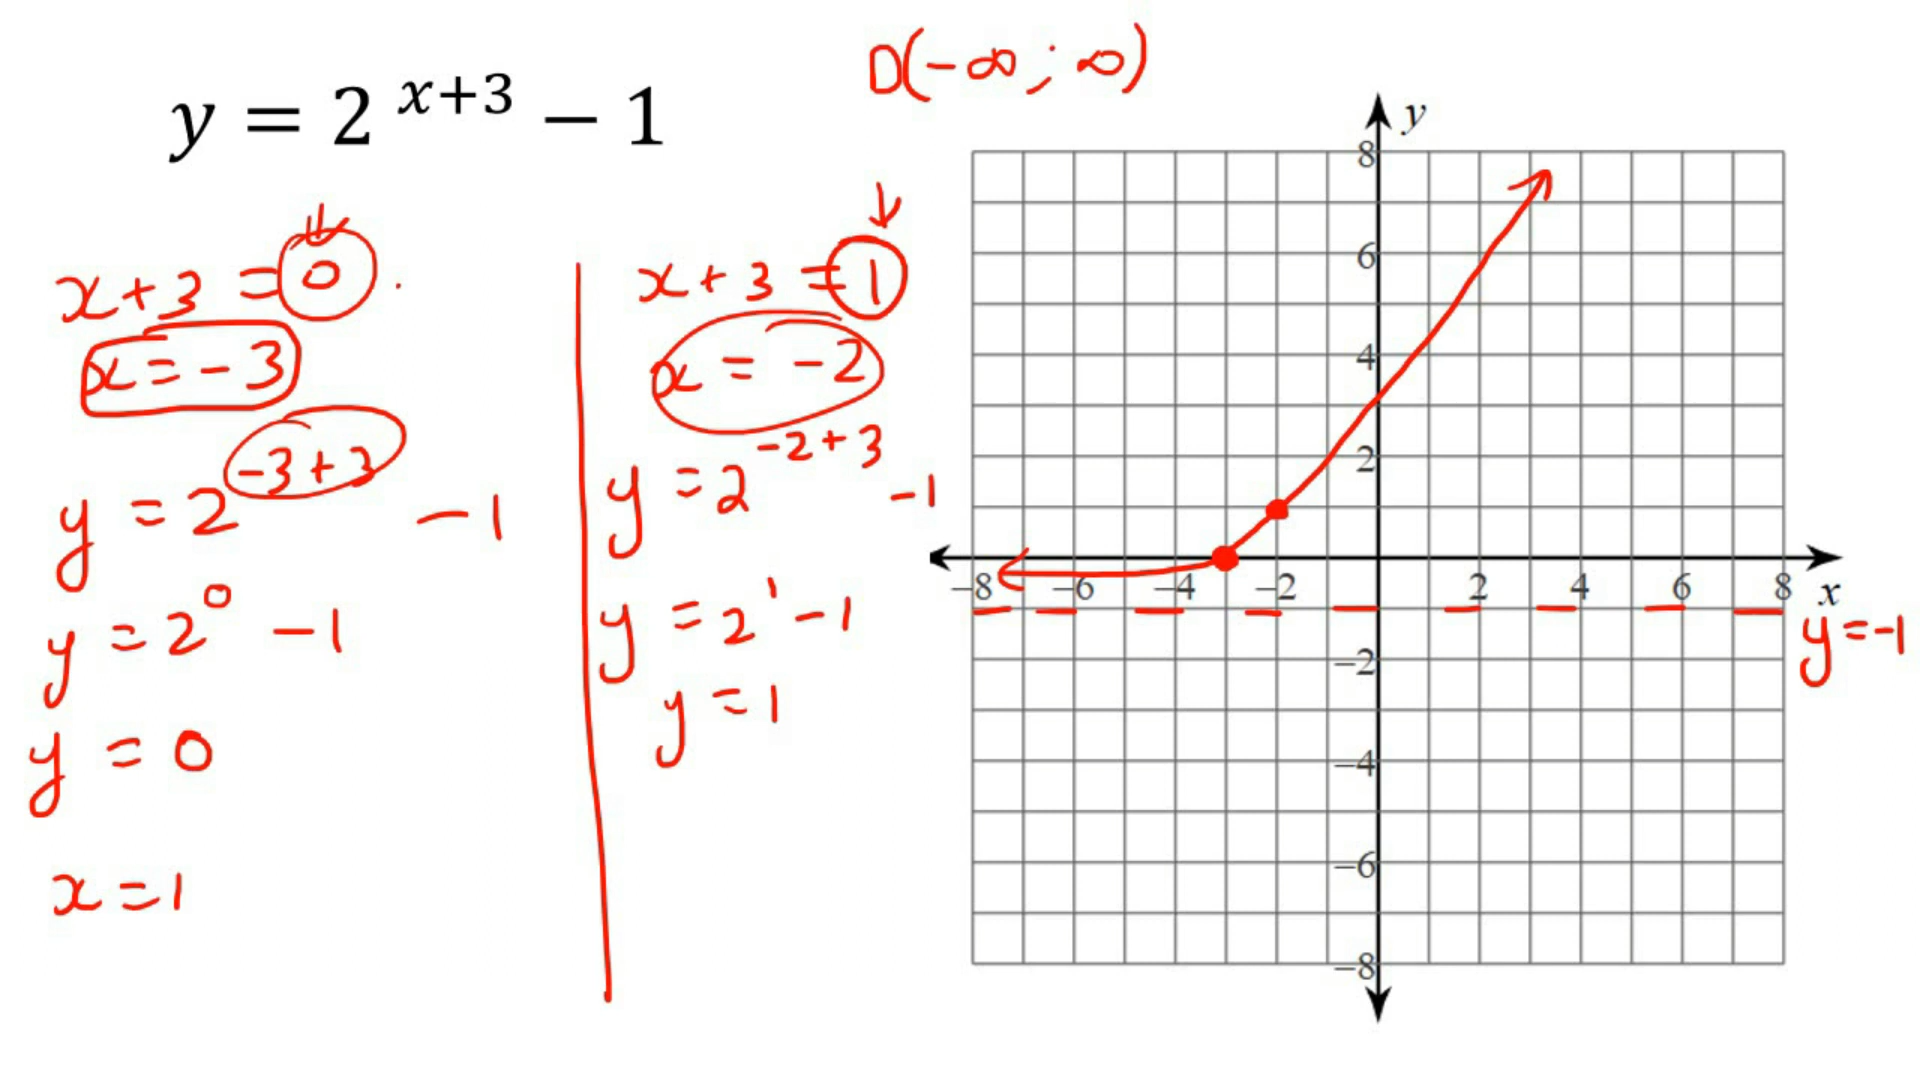 D(-∞; ∞)
y = 2^{x+3} − 1
x+3 = 0
x = -3
y = 2^{-3+3} -1
y = 2^0 -1
y = 0
x = 1
x+3 = 1
x = -2
y = 2^{-2+3} -1
y = 2^1 -1
y = 1
y
8
6
4
2
−8 −6 −4 −2 2 4 6 8 x
y = -1
−2
−4
−6
−8